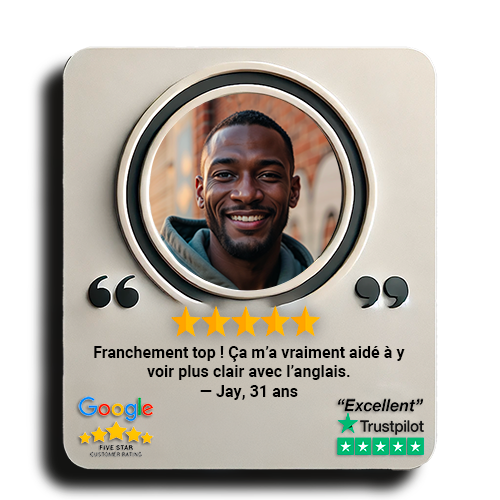 “ ”
Franchement top ! Ça m’a vraiment aidé à y
voir plus clair avec l’anglais.
— Jay, 31 ans
Google
FIVE STAR
CUSTOMER RATING
“Excellent”
Trustpilot